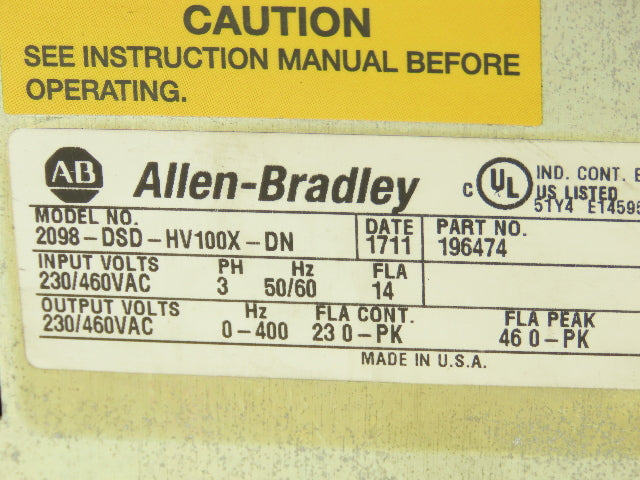 CAUTION
SEE INSTRUCTION MANUAL BEFORE
OPERATING.
AB Allen-Bradley
C UL US LISTED
IND. CONT.
51Y4
MODEL NO. DATE PART NO.
2098-DSD-HV100X-DN 1711 196474
INPUT VOLTS PH Hz FLA
230/460VAC 3 50/60 14
OUTPUT VOLTS Hz FLA CONT. FLA PEAK
230/460VAC 0-400 23 0-PK 46 0-PK
MADE IN U.S.A.